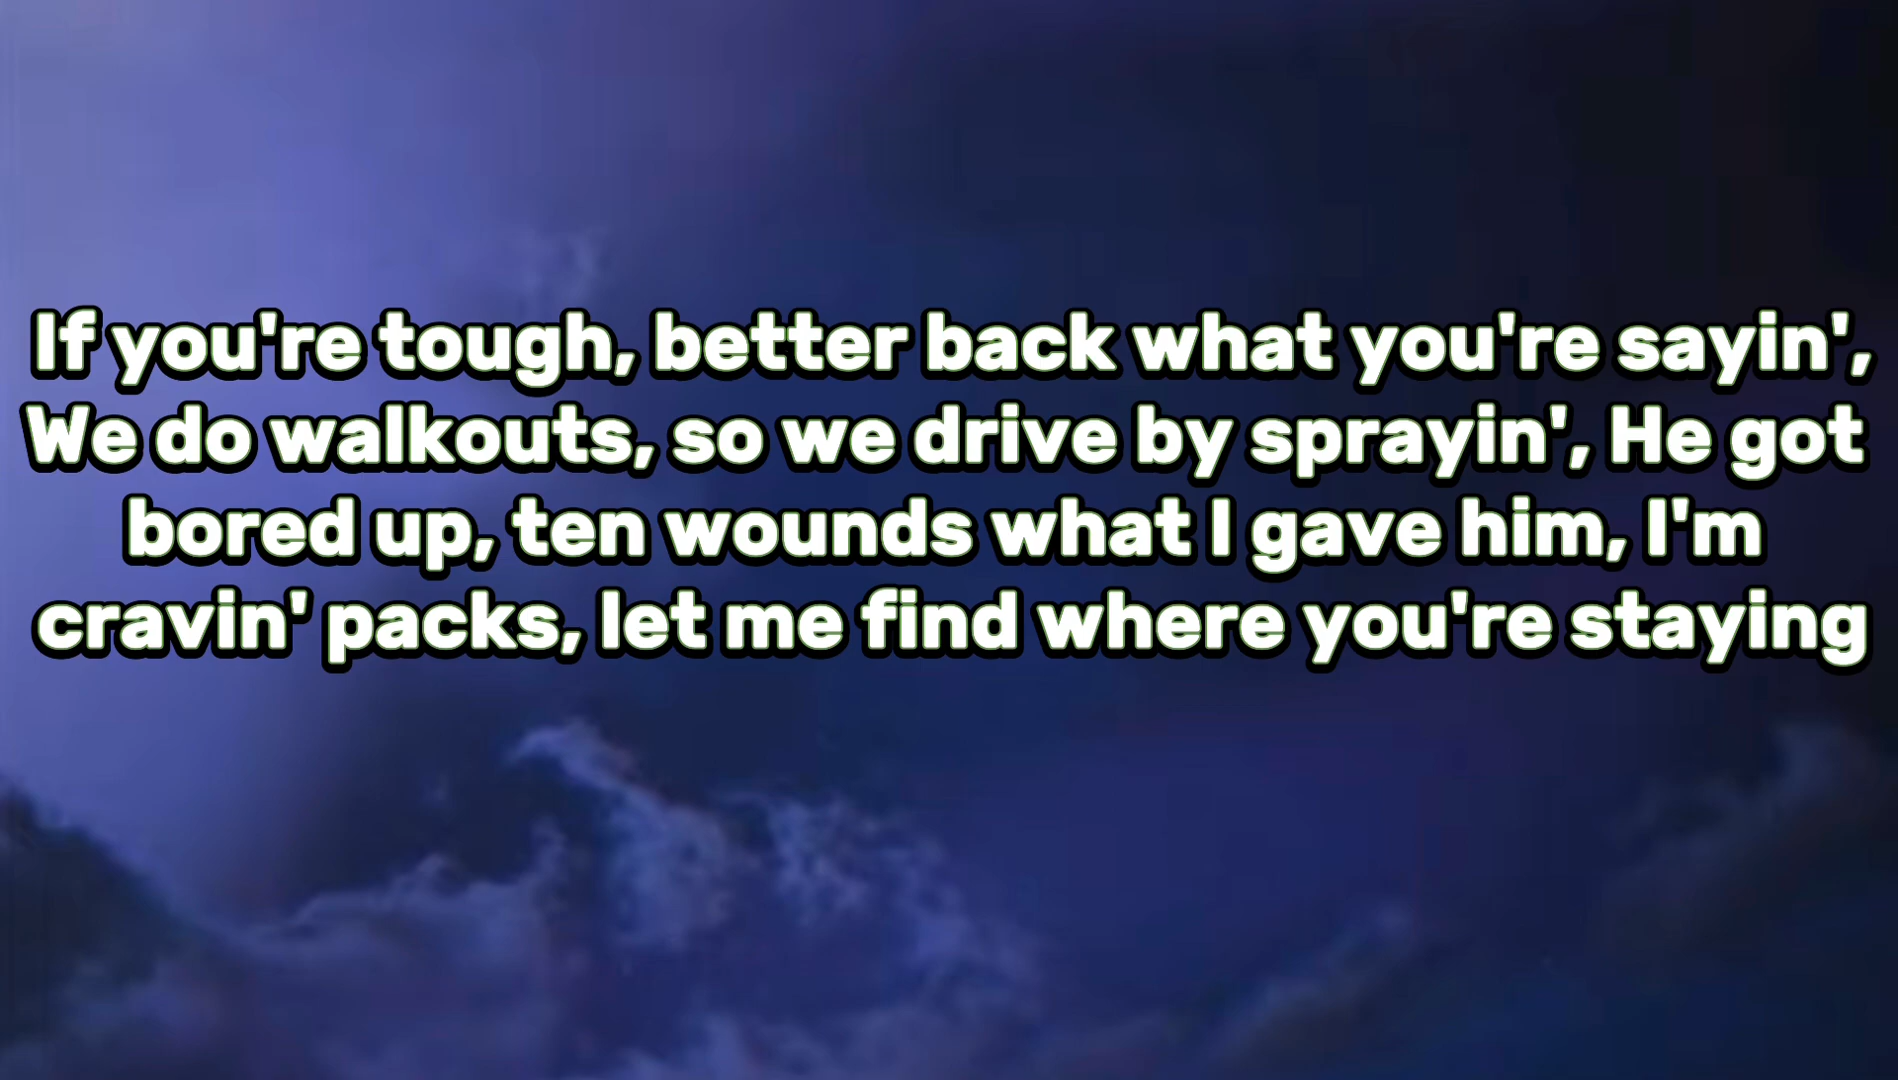 If you're tough, better back what you're sayin',
We do walkouts, so we drive by sprayin', He got
bored up, ten wounds what I gave him, I'm
cravin' packs, let me find where you're staying